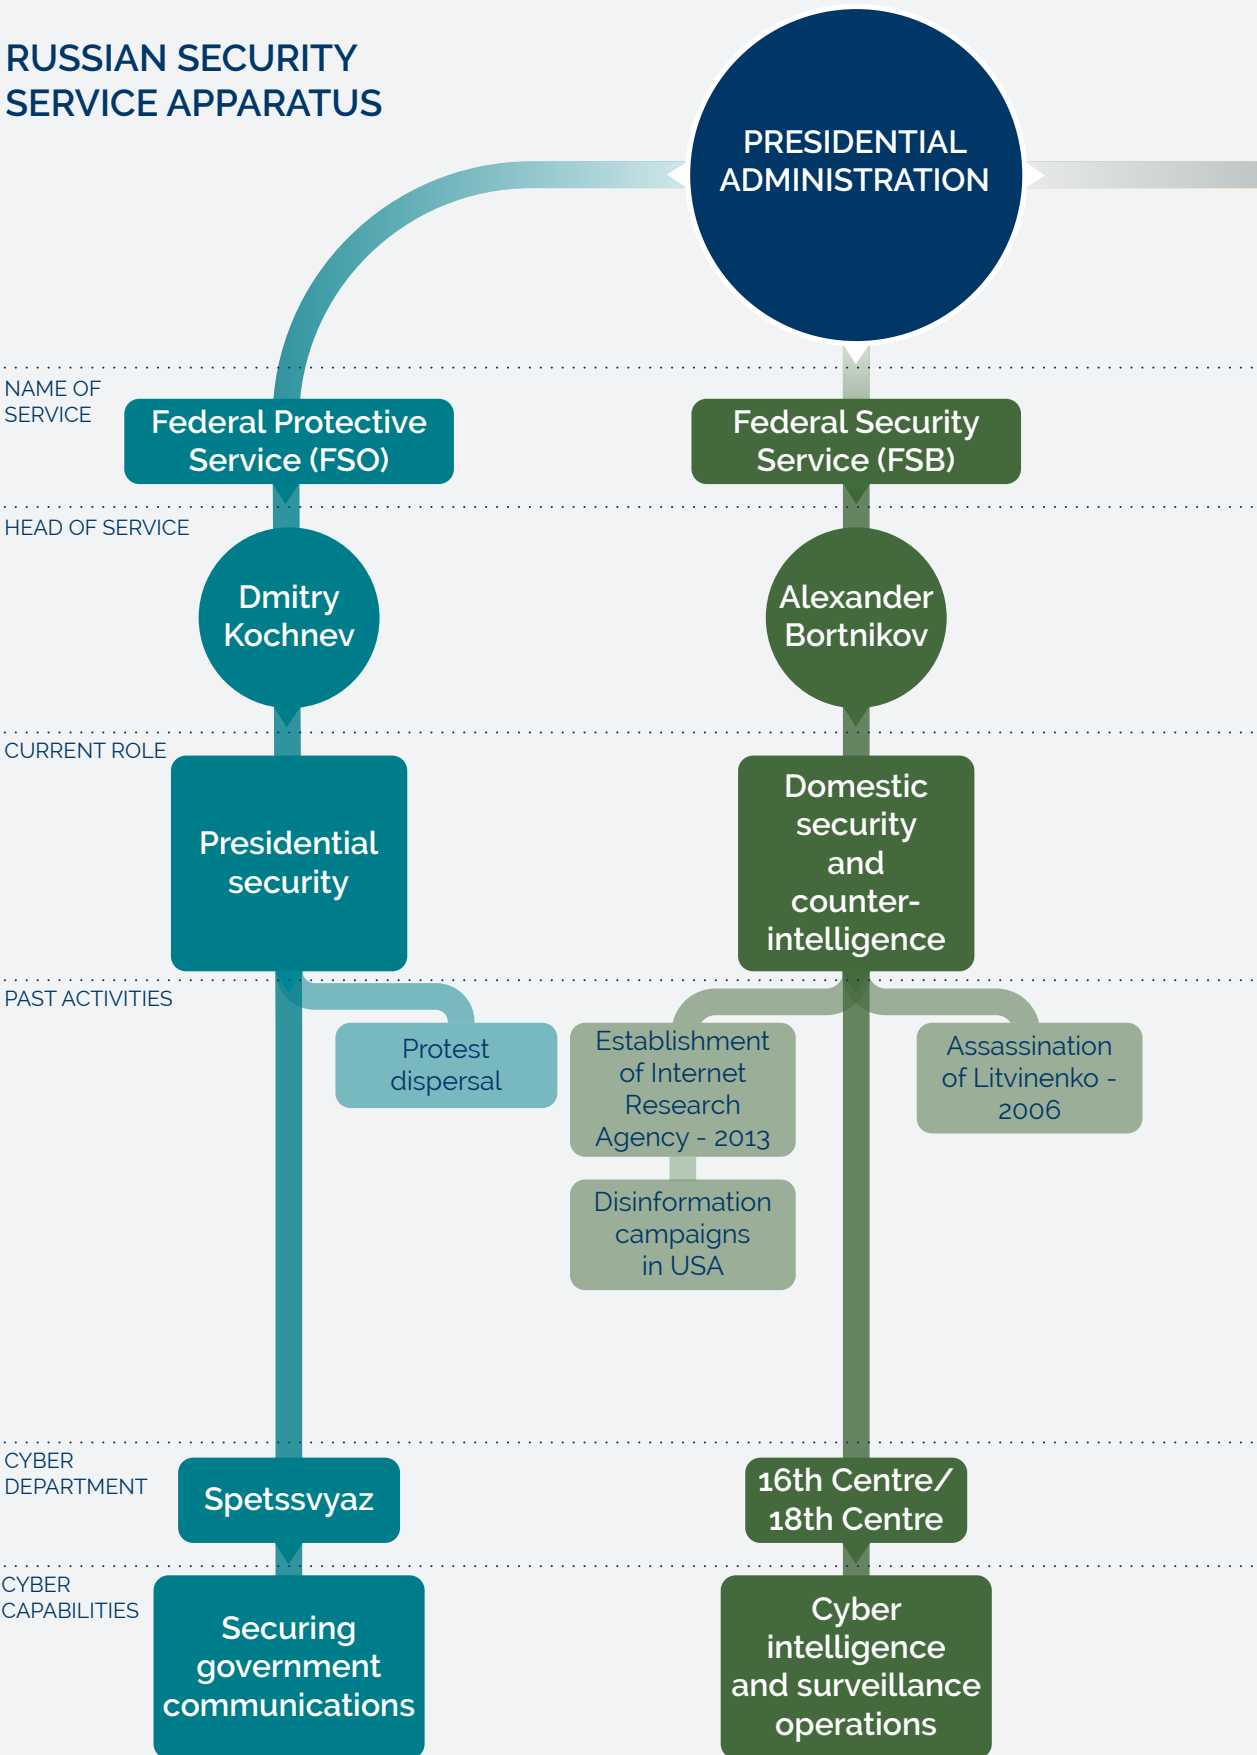 RUSSIAN SECURITY
SERVICE APPARATUS
PRESIDENTIAL
ADMINISTRATION
NAME OF
SERVICE
Federal Protective
Service (FSO)
Federal Security
Service (FSB)
HEAD OF SERVICE
Dmitry
Kochnev
Alexander
Bortnikov
CURRENT ROLE
Presidential
security
Domestic
security
and
counter-
intelligence
PAST ACTIVITIES
Protest
dispersal
Establishment
of Internet
Research
Agency - 2013
Disinformation
campaigns
in USA
Assassination
of Litvinenko -
2006
CYBER
DEPARTMENT
Spetssvyaz
16th Centre/
18th Centre
CYBER
CAPABILITIES
Securing
government
communications
Cyber
intelligence
and surveillance
operations